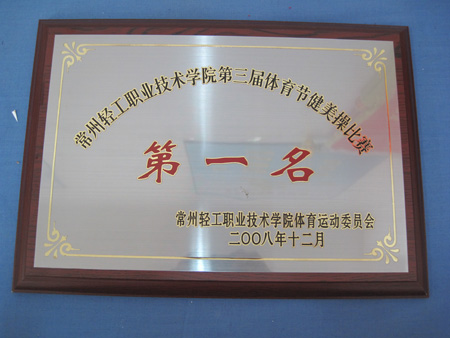 常州轻工职业技术学院第三届体育节健美操比赛
第一名
常州轻工职业技术学院体育运动委员会
二〇〇八年十二月